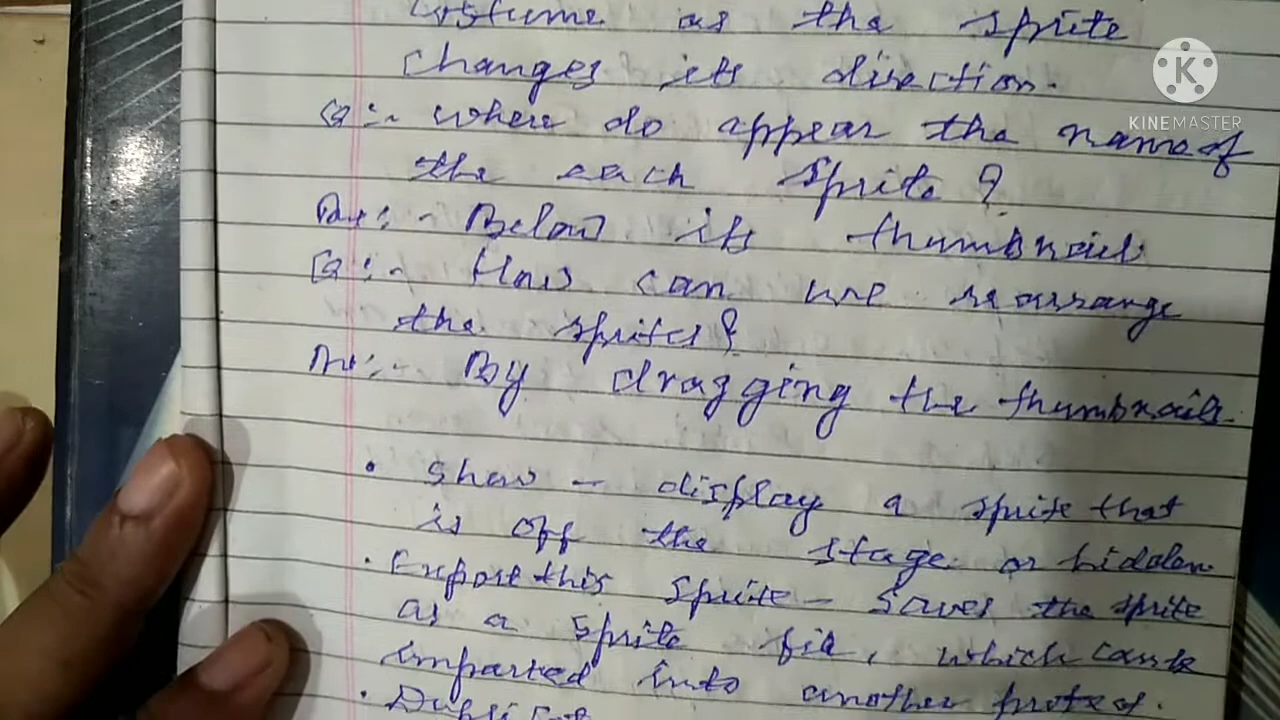 Costume as the sprite
changes its direction.
Q:- where do appear the name of
the each sprite?
Ans:- Below its thumbnail
Q:- How can we rearrange
the sprites?
Ans:- By dragging the thumbnails.
• Show - display a sprite that
is off the stage or hidden
• Export this sprite - saves the sprite
as a sprite file, which can be
imported into another
K
KINEMASTER